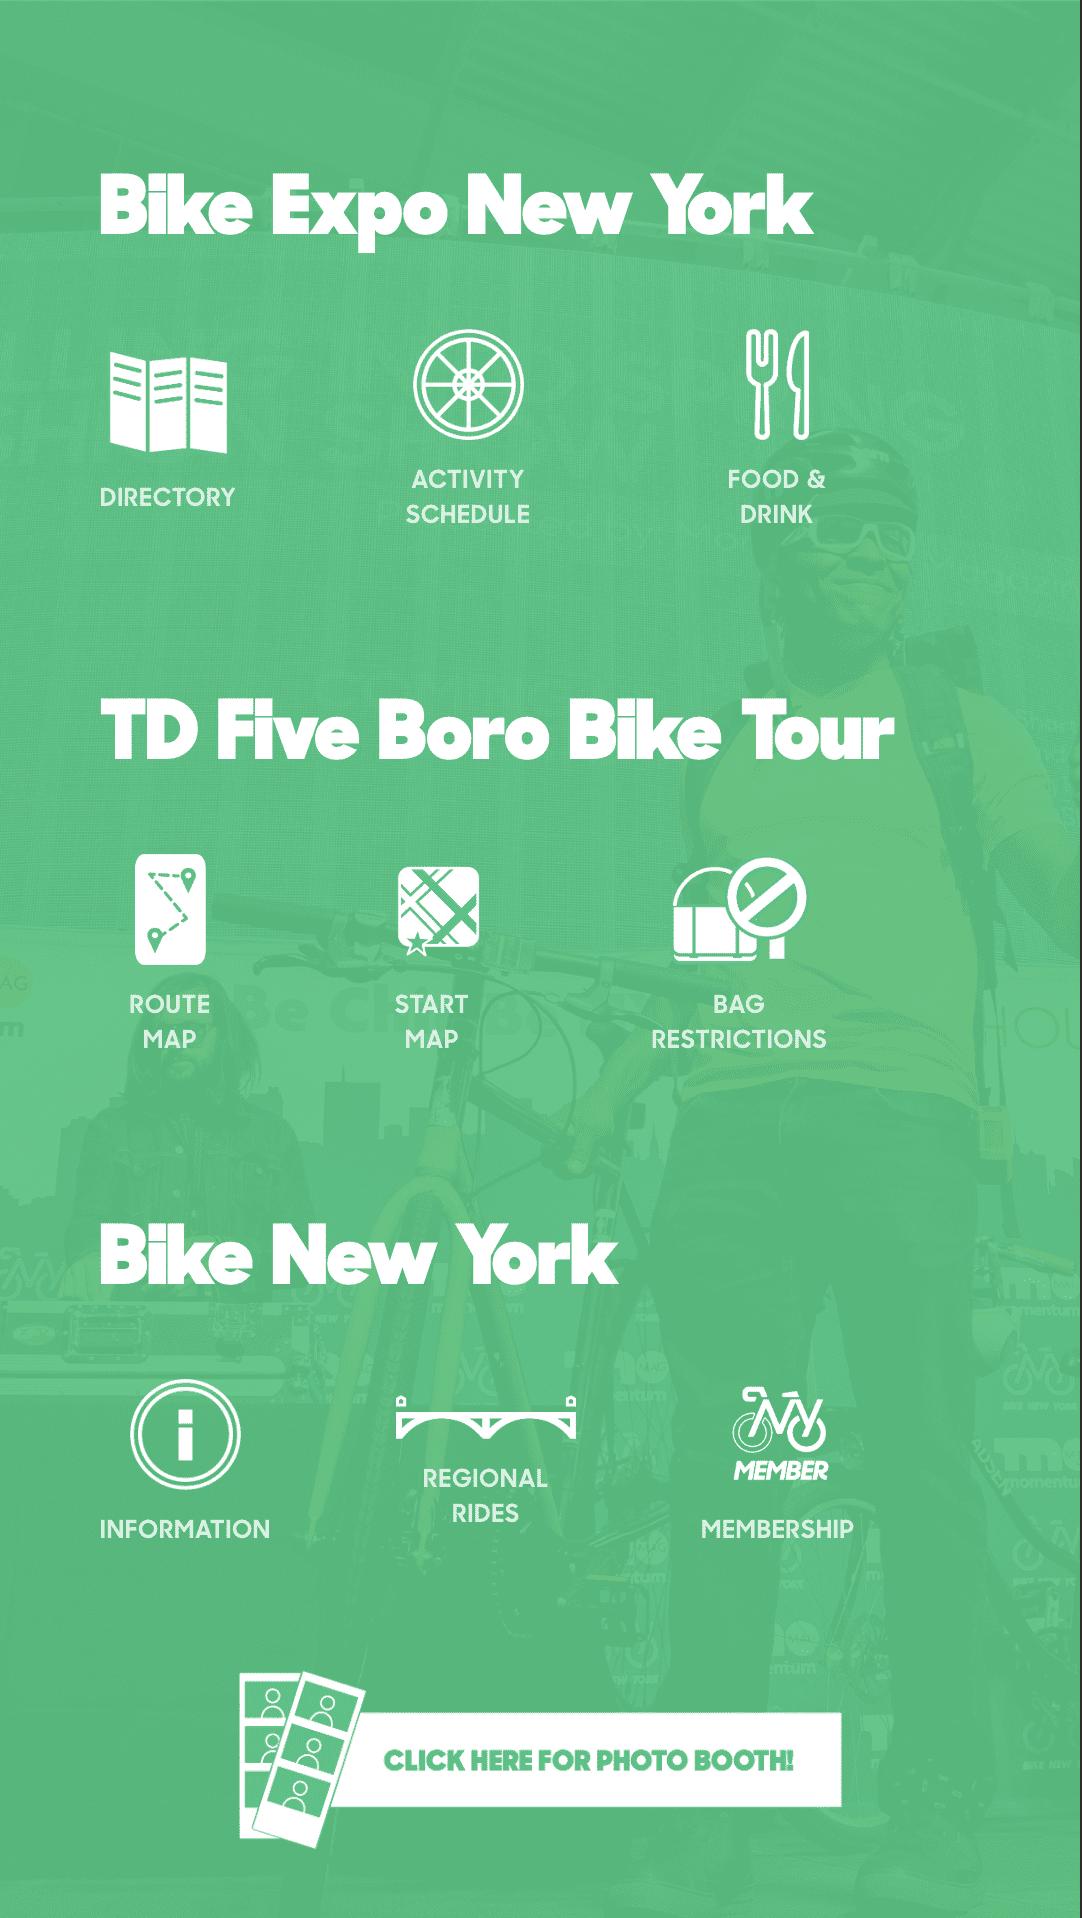 Bike Expo New York
DIRECTORY
ACTIVITY
SCHEDULE
FOOD &
DRINK
TD Five Boro Bike Tour
ROUTE
MAP
START
MAP
BAG
RESTRICTIONS
Bike New York
INFORMATION
REGIONAL
RIDES
MEMBER
MEMBERSHIP
CLICK HERE FOR PHOTO BOOTH!